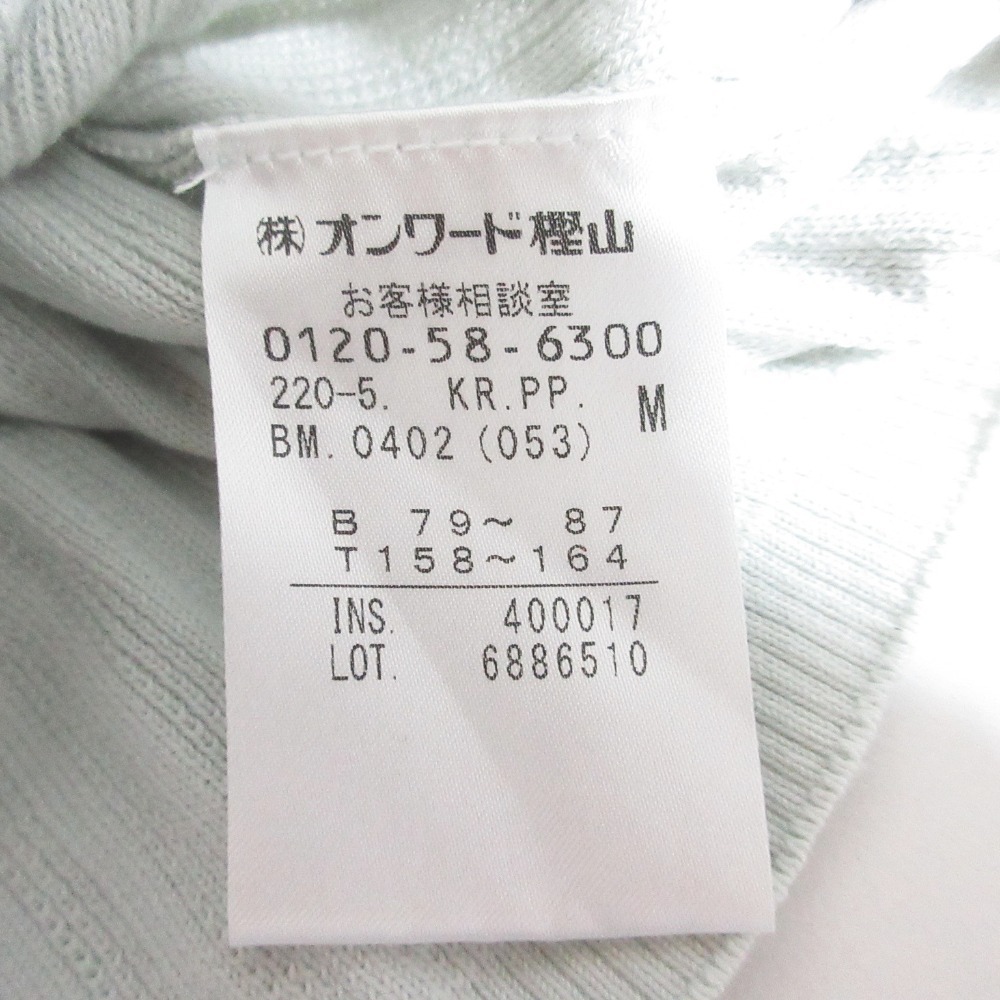 ㈱オンワード樫山
お客様相談室
0120-58-6300
220-5. KR.PP. M
BM.0402 (053)
B 79〜 87
T158〜164
INS. 400017
LOT. 6886510